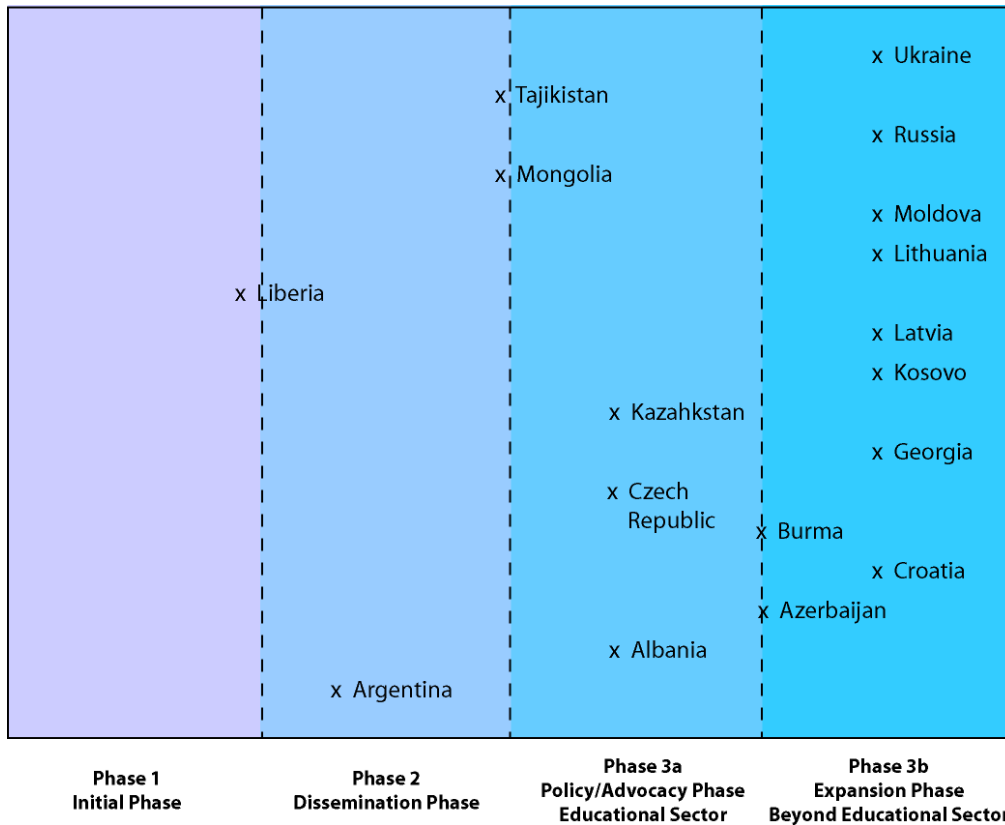 x Ukraine
x Tajikistan
x Russia
x Mongolia
x Moldova
x Lithuania
x Liberia
x Latvia
x Kosovo
x Kazahkstan
x Georgia
x Czech
Republic
x Burma
x Croatia
x Azerbaijan
x Albania
x Argentina
Phase 1
Initial Phase
Phase 2
Dissemination Phase
Phase 3a
Policy/Advocacy Phase
Educational Sector
Phase 3b
Expansion Phase
Beyond Educational Sector